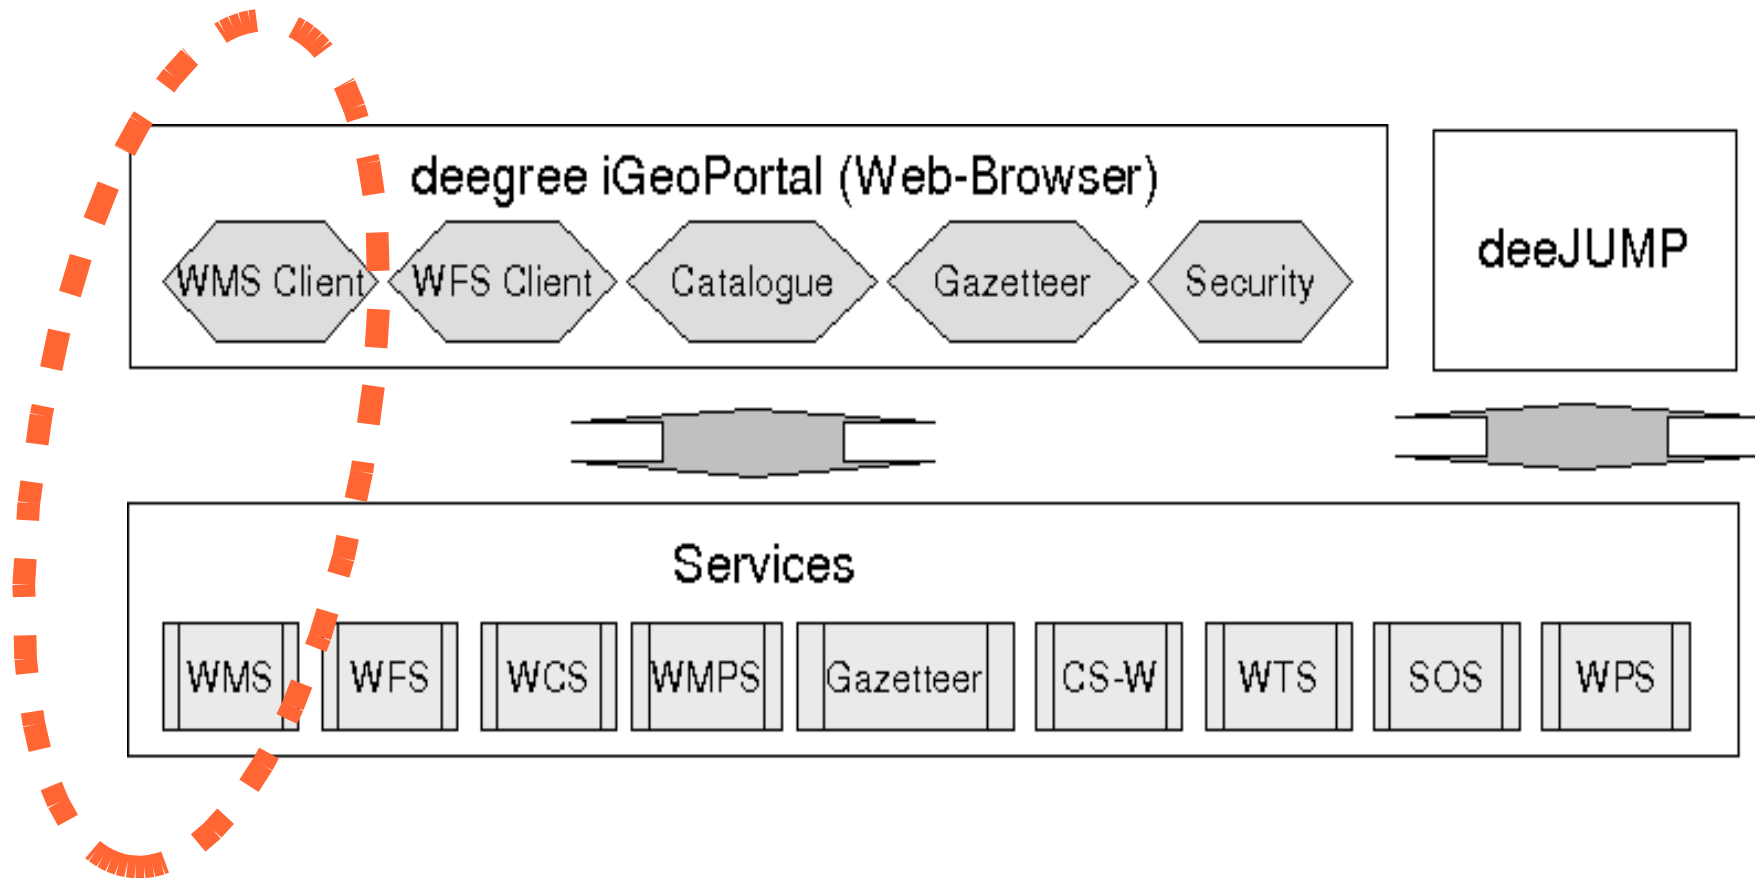 deegree iGeoPortal (Web-Browser)
WMS Client WFS Client Catalogue Gazetteer Security
deeJUMP
Services
WMS WFS WCS WMPS Gazetteer CS-W WTS SOS WPS